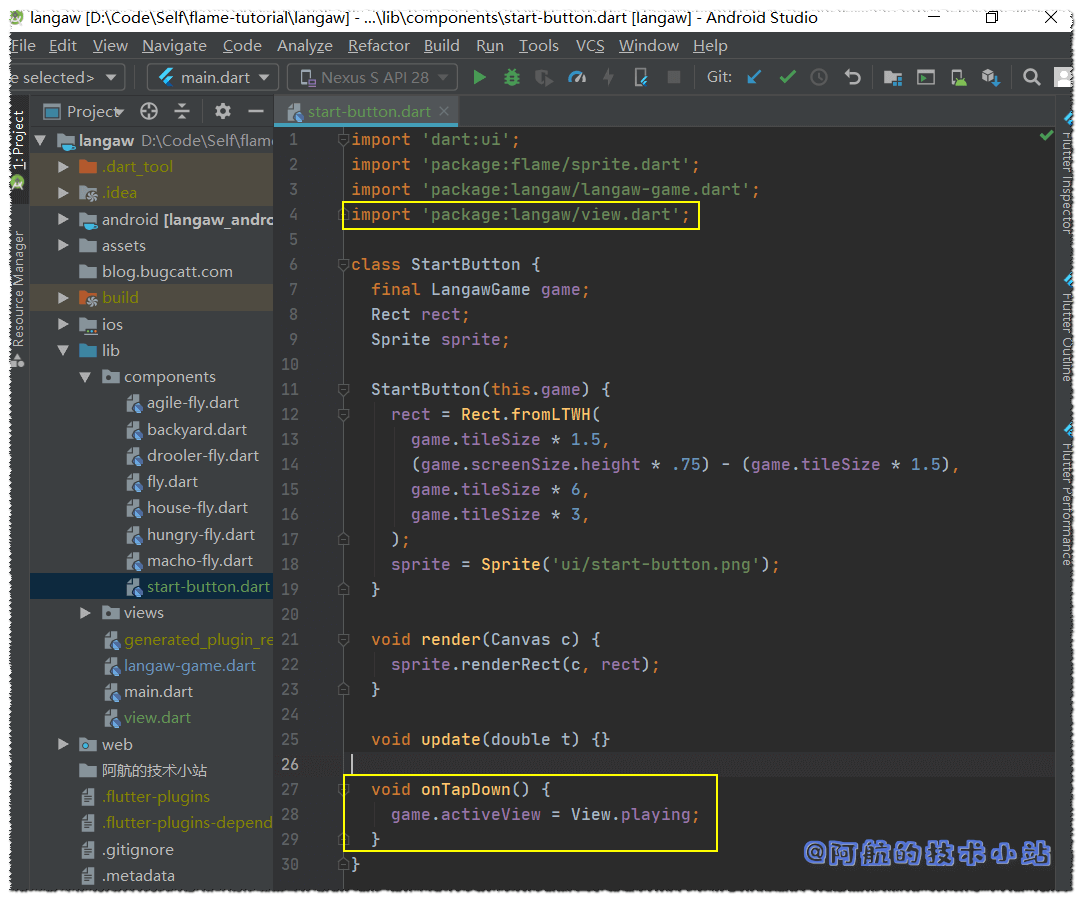 langaw [D:\Code\Self\flame-tutorial\langaw] - ...\lib\components\start-button.dart [langaw] - Android Studio
File Edit View Navigate Code Analyze Refactor Build Run Tools VCS Window Help
e selected> main.dart Nexus S API 28 Git:
1: Project
Resource Manager
Project
langaw D:\Code\Self\flame
.dart_tool
.idea
android [langaw_andro
assets
blog.bugcatt.com
build
ios
lib
components
agile-fly.dart
backyard.dart
drooler-fly.dart
fly.dart
house-fly.dart
hungry-fly.dart
macho-fly.dart
start-button.dart
views
generated_plugin_re
langaw-game.dart
main.dart
view.dart
web
阿航的技术小站
.flutter-plugins
.flutter-plugins-depend
.gitignore
.metadata
start-button.dart
1 import 'dart:ui';
2 import 'package:flame/sprite.dart';
3 import 'package:langaw/langaw-game.dart';
4 import 'package:langaw/view.dart';
5
6 class StartButton {
7 final LangawGame game;
8 Rect rect;
9 Sprite sprite;
10
11 StartButton(this.game) {
12 rect = Rect.fromLTWH(
13 game.tileSize * 1.5,
14 (game.screenSize.height * .75) - (game.tileSize * 1.5),
15 game.tileSize * 6,
16 game.tileSize * 3,
17 );
18 sprite = Sprite('ui/start-button.png');
19 }
20
21 void render(Canvas c) {
22 sprite.renderRect(c, rect);
23 }
24
25 void update(double t) {}
26
27 void onTapDown() {
28 game.activeView = View.playing;
29 }
30 }
Flutter Inspector
Flutter Outline
Flutter Performance
@阿航的技术小站